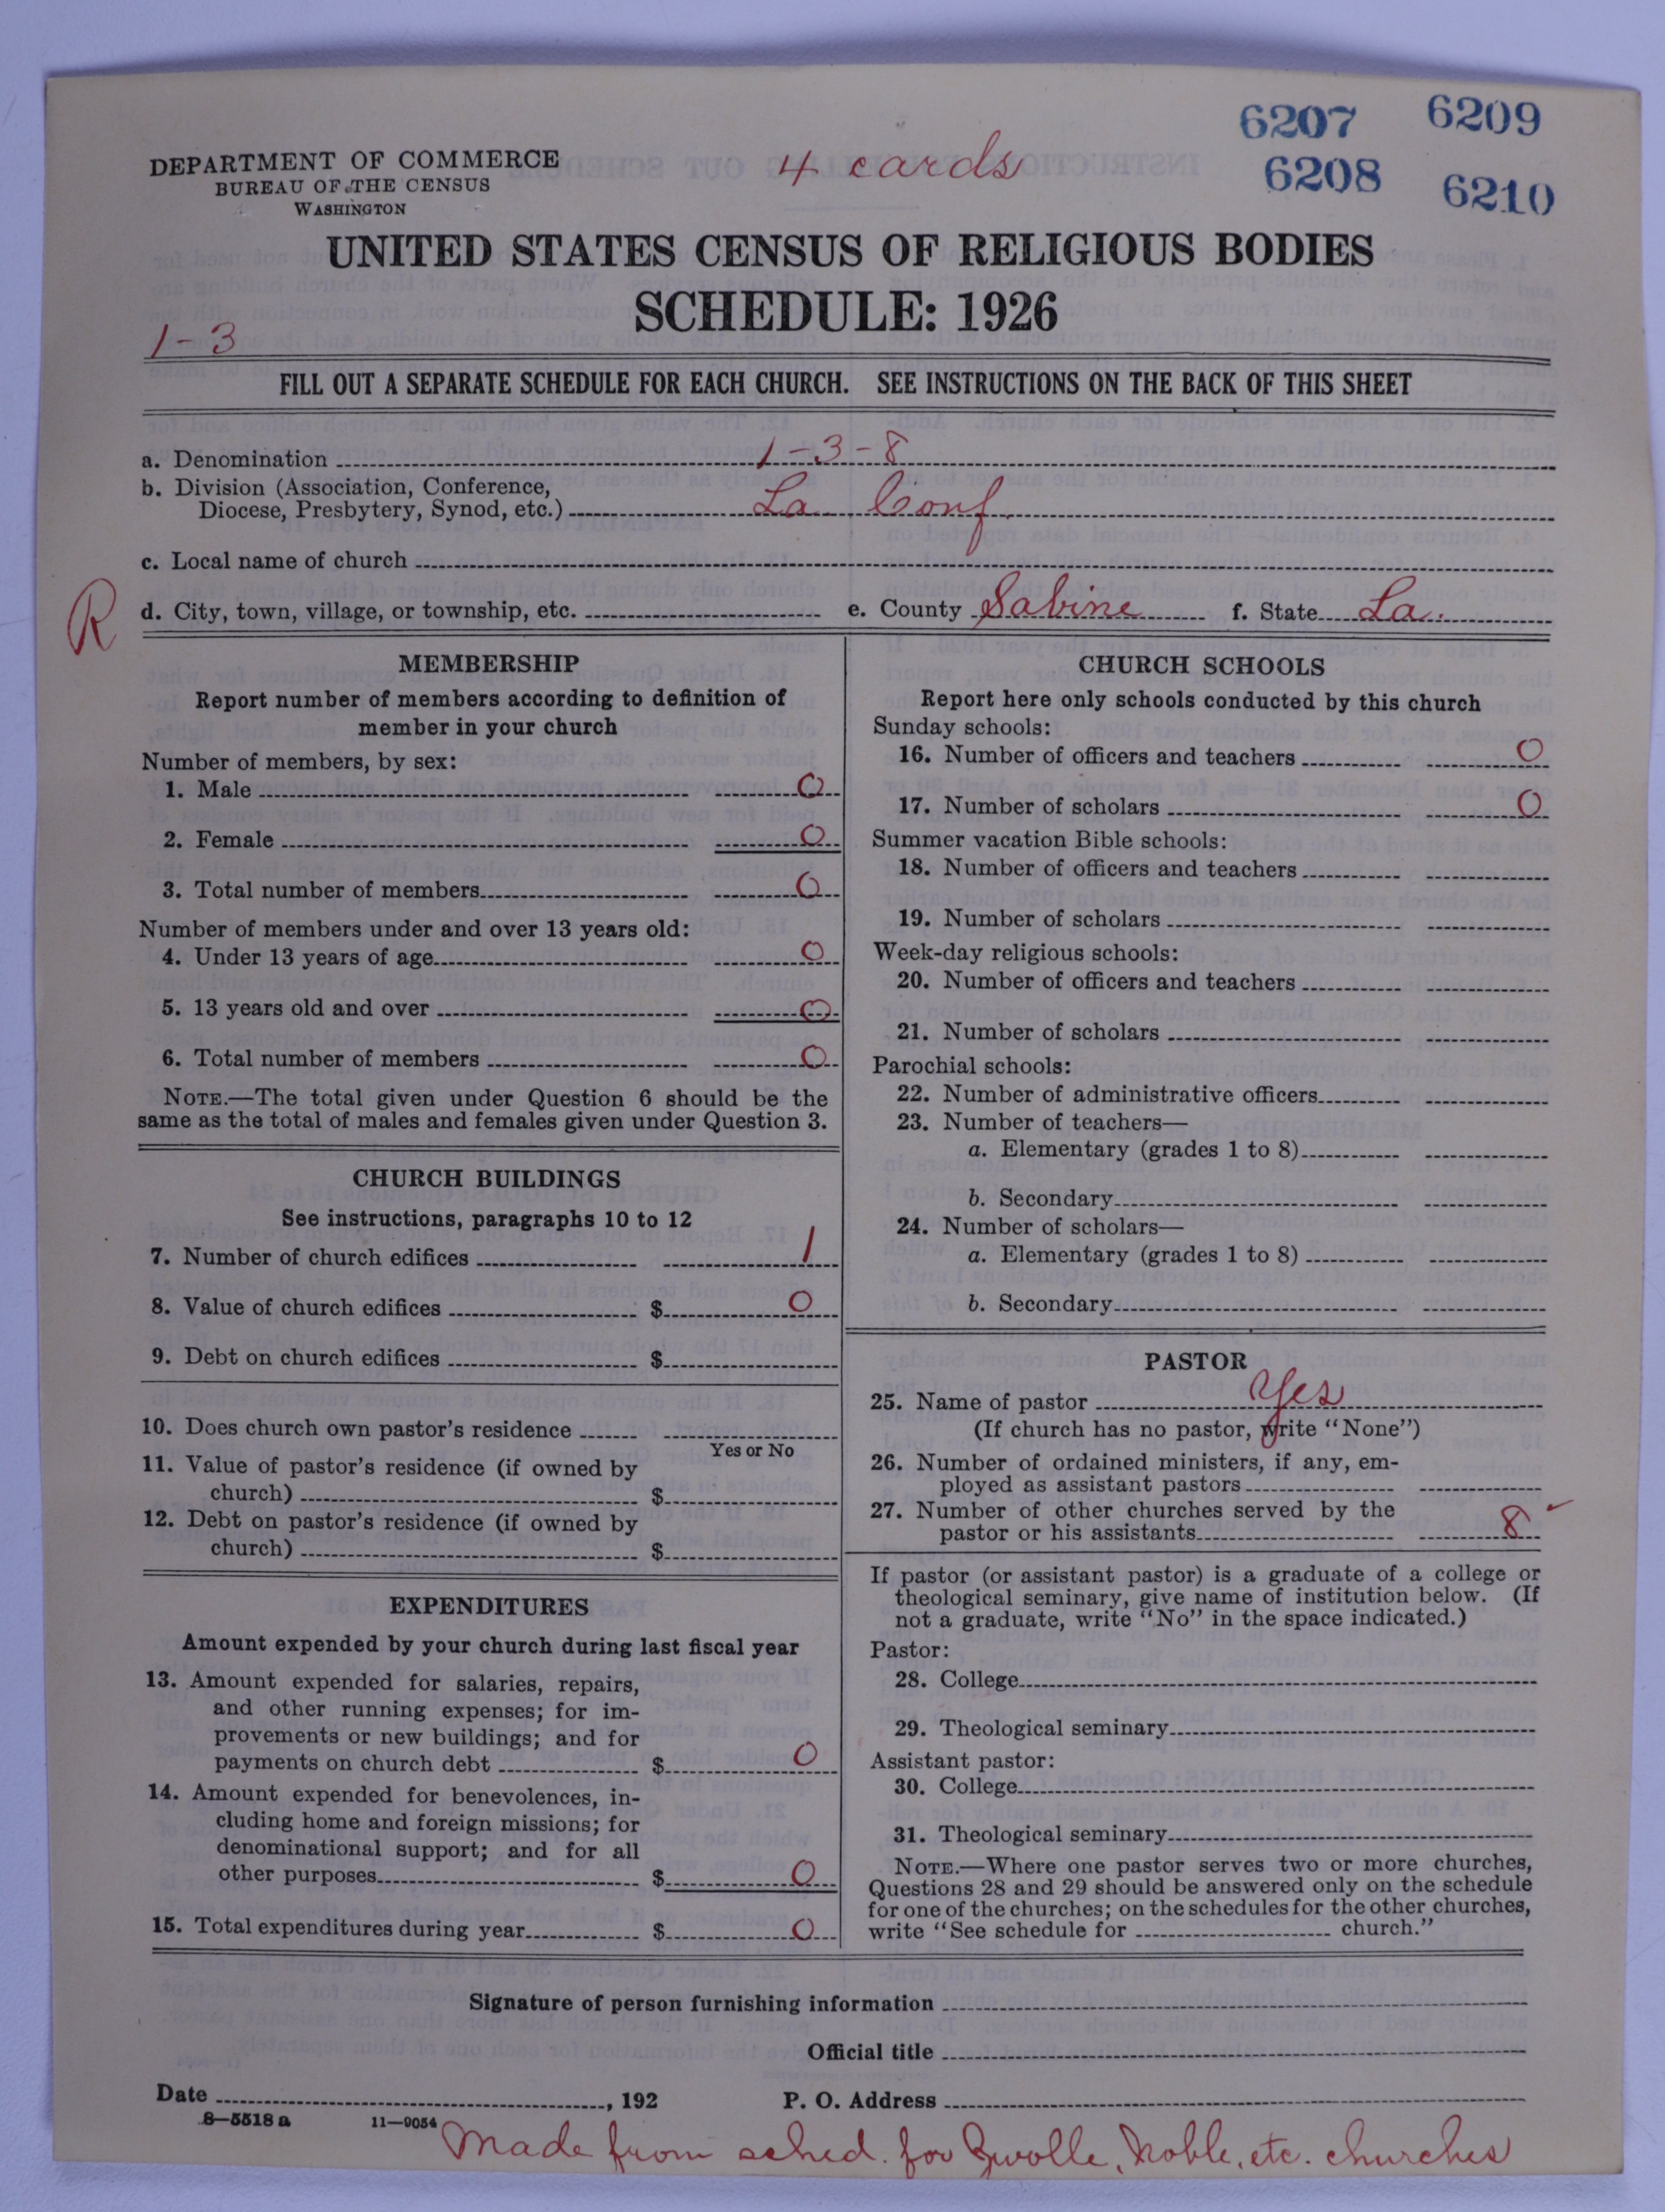 6207 6209
6208 6210
4 cards
DEPARTMENT OF COMMERCE
BUREAU OF THE CENSUS
WASHINGTON
UNITED STATES CENSUS OF RELIGIOUS BODIES
SCHEDULE: 1926
1-3
FILL OUT A SEPARATE SCHEDULE FOR EACH CHURCH. SEE INSTRUCTIONS ON THE BACK OF THIS SHEET
a. Denomination 1-3-8
b. Division (Association, Conference,
Diocese, Presbytery, Synod, etc.) La. Conf.
c. Local name of church
R
d. City, town, village, or township, etc. e. County Sabine f. State La.
MEMBERSHIP
Report number of members according to definition of
member in your church
Number of members, by sex:
1. Male 0
2. Female 0
3. Total number of members 0
Number of members under and over 13 years old:
4. Under 13 years of age 0
5. 13 years old and over 0
6. Total number of members 0
NOTE.—The total given under Question 6 should be the
same as the total of males and females given under Question 3.
CHURCH BUILDINGS
See instructions, paragraphs 10 to 12
7. Number of church edifices 1
8. Value of church edifices $ 0
9. Debt on church edifices $
10. Does church own pastor's residence
Yes or No
11. Value of pastor's residence (if owned by
church) $
12. Debt on pastor's residence (if owned by
church) $
EXPENDITURES
Amount expended by your church during last fiscal year
13. Amount expended for salaries, repairs,
and other running expenses; for im-
provements or new buildings; and for
payments on church debt $ 0
14. Amount expended for benevolences, in-
cluding home and foreign missions; for
denominational support; and for all
other purposes $ 0
15. Total expenditures during year $ 0
CHURCH SCHOOLS
Report here only schools conducted by this church
Sunday schools:
16. Number of officers and teachers 0
17. Number of scholars 0
Summer vacation Bible schools:
18. Number of officers and teachers
19. Number of scholars
Week-day religious schools:
20. Number of officers and teachers
21. Number of scholars
Parochial schools:
22. Number of administrative officers
23. Number of teachers—
a. Elementary (grades 1 to 8)
b. Secondary
24. Number of scholars—
a. Elementary (grades 1 to 8)
b. Secondary
PASTOR
25. Name of pastor Yes
(If church has no pastor, write "None")
26. Number of ordained ministers, if any, em-
ployed as assistant pastors
27. Number of other churches served by the
pastor or his assistants 8
If pastor (or assistant pastor) is a graduate of a college or
theological seminary, give name of institution below. (If
not a graduate, write "No" in the space indicated.)
Pastor:
28. College
29. Theological seminary
Assistant pastor:
30. College
31. Theological seminary
NOTE.—Where one pastor serves two or more churches,
Questions 28 and 29 should be answered only on the schedule
for one of the churches; on the schedules for the other churches,
write "See schedule for church."
Signature of person furnishing information
Official title
Date , 192 P. O. Address
8—5518 a 11—9054
Made from sched. for Zwolle, Noble, etc. churches